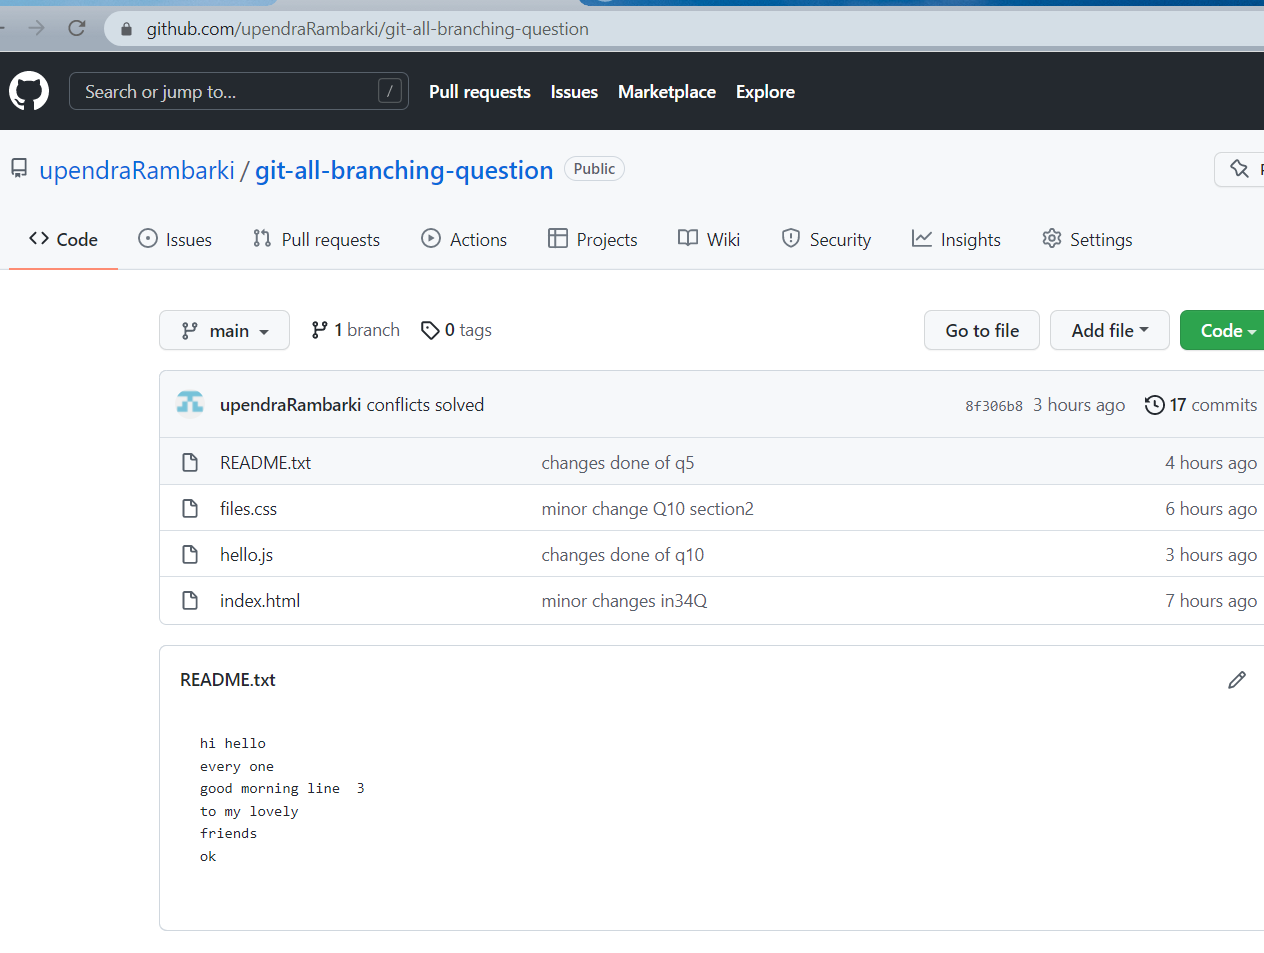 github.com/upendraRambarki/git-all-branching-question
Search or jump to... / Pull requests Issues Marketplace Explore
upendraRambarki / git-all-branching-question Public
Code Issues Pull requests Actions Projects Wiki Security Insights Settings
main 1 branch 0 tags Go to file Add file Code
upendraRambarki conflicts solved 8f306b8 3 hours ago 17 commits
README.txt changes done of q5 4 hours ago
files.css minor change Q10 section2 6 hours ago
hello.js changes done of q10 3 hours ago
index.html minor changes in34Q 7 hours ago
README.txt
hi hello
every one
good morning line  3
to my lovely
friends
ok